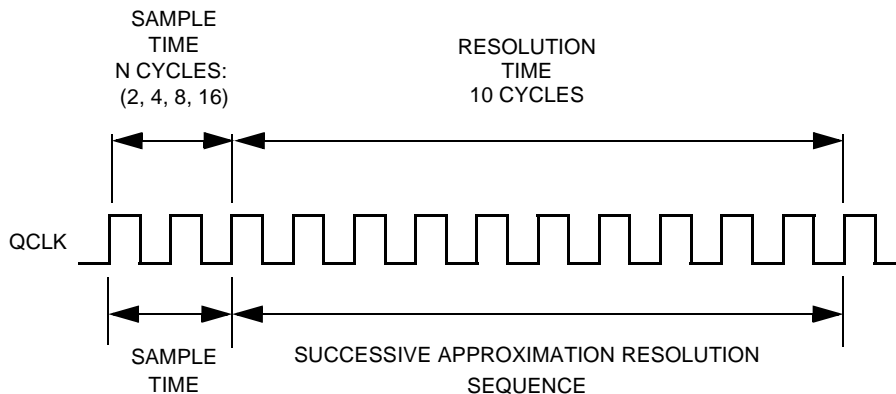 SAMPLE
TIME
N CYCLES:
(2, 4, 8, 16)
RESOLUTION
TIME
10 CYCLES
QCLK
SAMPLE
TIME
SUCCESSIVE APPROXIMATION RESOLUTION
SEQUENCE